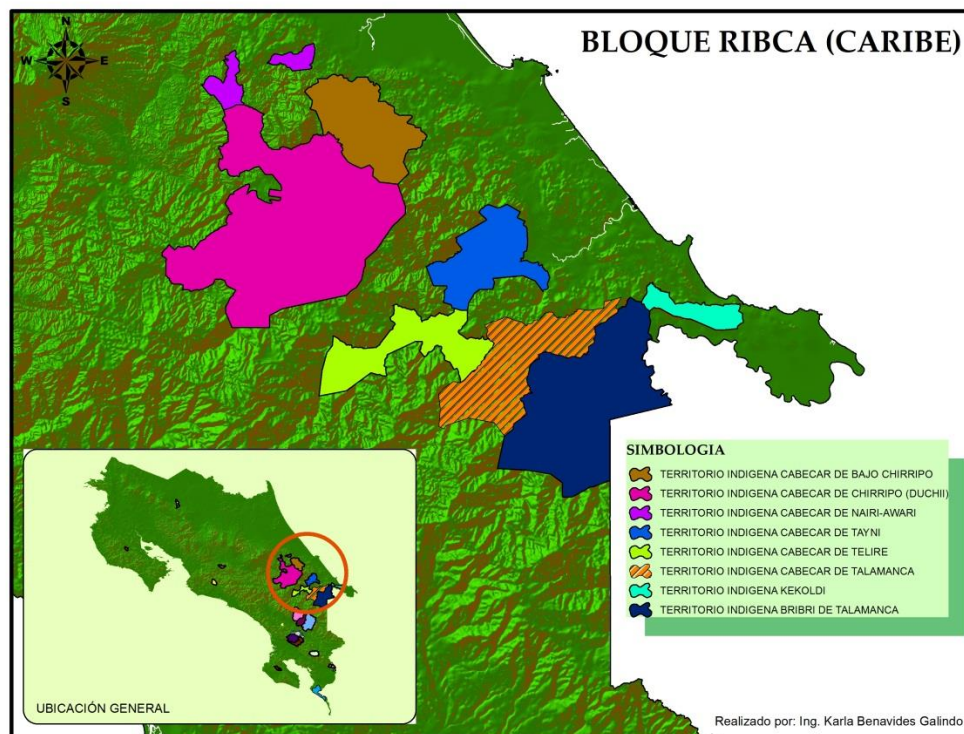 BLOQUE RIBCA (CARIBE)
N
W E
S
SIMBOLOGIA
TERRITORIO INDIGENA CABECAR DE BAJO CHIRRIPO
TERRITORIO INDIGENA CABECAR DE CHIRRIPO (DUCHII)
TERRITORIO INDIGENA CABECAR DE NAIRI-AWARI
TERRITORIO INDIGENA CABECAR DE TAYNI
TERRITORIO INDIGENA CABECAR DE TELIRE
TERRITORIO INDIGENA CABECAR DE TALAMANCA
TERRITORIO INDIGENA KEKOLDI
TERRITORIO INDIGENA BRIBRI DE TALAMANCA
UBICACIÓN GENERAL
Realizado por: Ing. Karla Benavides Galindo